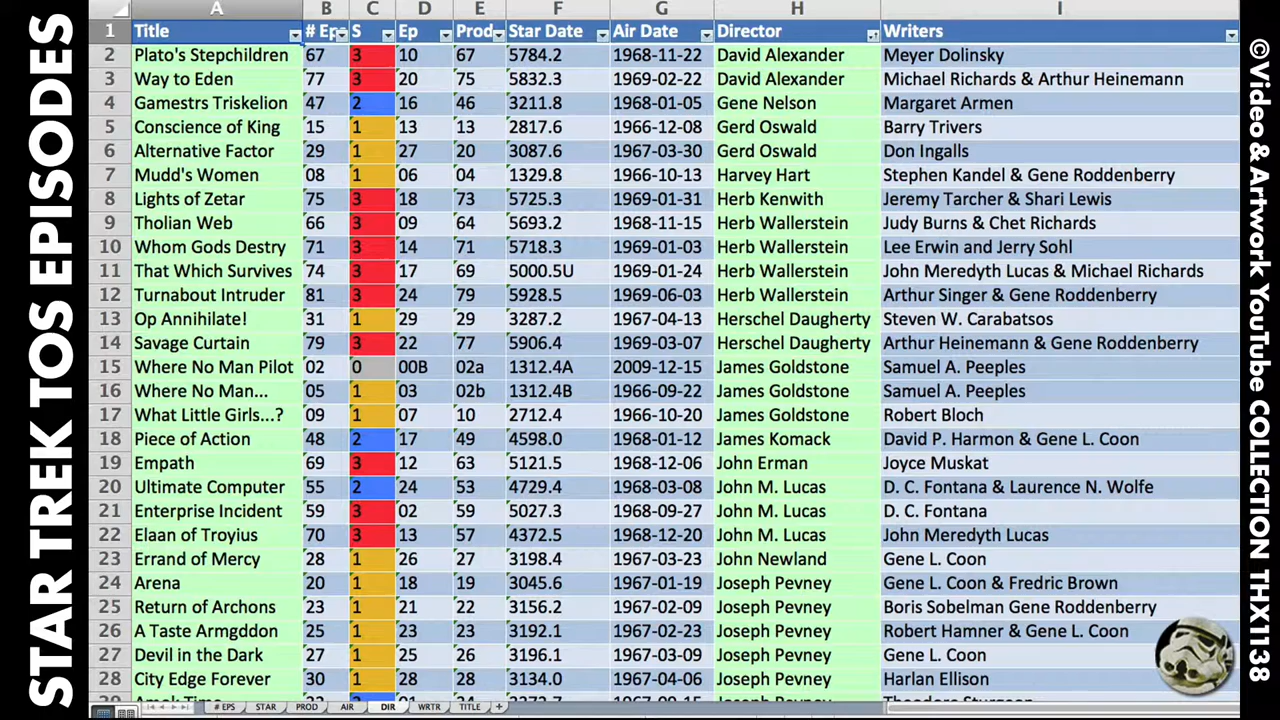 STAR TREK TOS EPISODES
A B C D E F G H I
1 Title # Ep S Ep Prod Star Date Air Date Director Writers
2 Plato's Stepchildren 67 3 10 67 5784.2 1968-11-22 David Alexander Meyer Dolinsky
3 Way to Eden 77 3 20 75 5832.3 1969-02-22 David Alexander Michael Richards & Arthur Heinemann
4 Gamestrs Triskelion 47 2 16 46 3211.8 1968-01-05 Gene Nelson Margaret Armen
5 Conscience of King 15 1 13 13 2817.6 1966-12-08 Gerd Oswald Barry Trivers
6 Alternative Factor 29 1 27 20 3087.6 1967-03-30 Gerd Oswald Don Ingalls
7 Mudd's Women 08 1 06 04 1329.8 1966-10-13 Harvey Hart Stephen Kandel & Gene Roddenberry
8 Lights of Zetar 75 3 18 73 5725.3 1969-01-31 Herb Kenwith Jeremy Tarcher & Shari Lewis
9 Tholian Web 66 3 09 64 5693.2 1968-11-15 Herb Wallerstein Judy Burns & Chet Richards
10 Whom Gods Destry 71 3 14 71 5718.3 1969-01-03 Herb Wallerstein Lee Erwin and Jerry Sohl
11 That Which Survives 74 3 17 69 5000.5U 1969-01-24 Herb Wallerstein John Meredyth Lucas & Michael Richards
12 Turnabout Intruder 81 3 24 79 5928.5 1969-06-03 Herb Wallerstein Arthur Singer & Gene Roddenberry
13 Op Annihilate! 31 1 29 29 3287.2 1967-04-13 Herschel Daugherty Steven W. Carabatsos
14 Savage Curtain 79 3 22 77 5906.4 1969-03-07 Herschel Daugherty Arthur Heinemann & Gene Roddenberry
15 Where No Man Pilot 02 0 00B 02a 1312.4A 2009-12-15 James Goldstone Samuel A. Peeples
16 Where No Man... 05 1 03 02b 1312.4B 1966-09-22 James Goldstone Samuel A. Peeples
17 What Little Girls...? 09 1 07 10 2712.4 1966-10-20 James Goldstone Robert Bloch
18 Piece of Action 48 2 17 49 4598.0 1968-01-12 James Komack David P. Harmon & Gene L. Coon
19 Empath 69 3 12 63 5121.5 1968-12-06 John Erman Joyce Muskat
20 Ultimate Computer 55 2 24 53 4729.4 1968-03-08 John M. Lucas D. C. Fontana & Laurence N. Wolfe
21 Enterprise Incident 59 3 02 59 5027.3 1968-09-27 John M. Lucas D. C. Fontana
22 Elaan of Troyius 70 3 13 57 4372.5 1968-12-20 John M. Lucas John Meredyth Lucas
23 Errand of Mercy 28 1 26 27 3198.4 1967-03-23 John Newland Gene L. Coon
24 Arena 20 1 18 19 3045.6 1967-01-19 Joseph Pevney Gene L. Coon & Fredric Brown
25 Return of Archons 23 1 21 22 3156.2 1967-02-09 Joseph Pevney Boris Sobelman Gene Roddenberry
26 A Taste Armgddon 25 1 23 23 3192.1 1967-02-23 Joseph Pevney Robert Hamner & Gene L. Coon
27 Devil in the Dark 27 1 25 26 3196.1 1967-03-09 Joseph Pevney Gene L. Coon
28 City Edge Forever 30 1 28 28 3134.0 1967-04-06 Joseph Pevney Harlan Ellison
# EPS STAR PROD AIR DIR WRTR TITLE +
©Video & Artwork YouTube COLLECTION THX1138